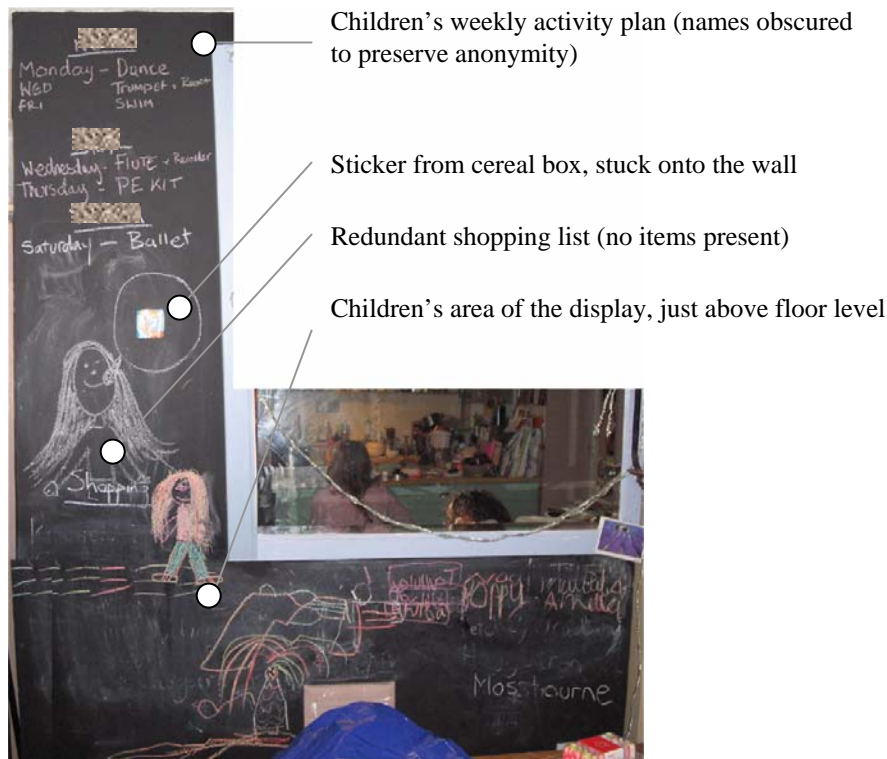 Children's weekly activity plan (names obscured
to preserve anonymity)
Monday - Dance
WED TRUMPET +
FRI SWIM
Wednesday - FLUTE + Recorder
Thursday - PE KIT
Saturday - Ballet
Sticker from cereal box, stuck onto the wall
Redundant shopping list (no items present)
Children's area of the display, just above floor level
Shopping
Poppy
Mossbourne